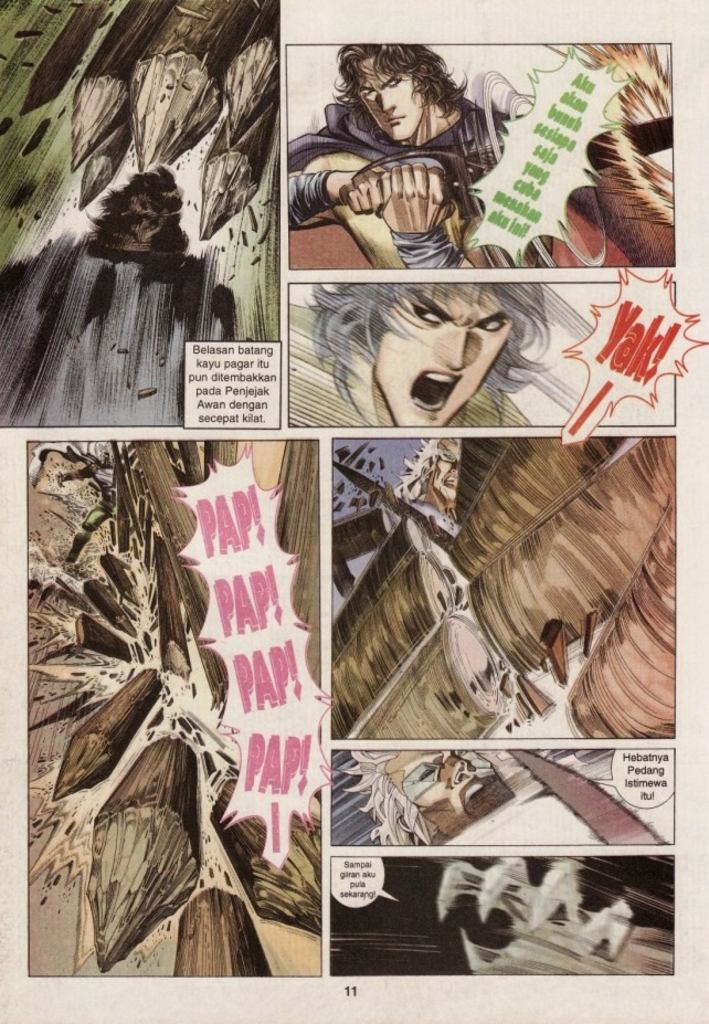 Aku
akan
bunuh
sesiapa
saja
yang
cuba
menahan
aku ini!!
Belasan batang
kayu pagar itu
pun ditembakkan
pada Penjejak
Awan dengan
secepat kilat.
Yak!
PAP!
PAP!
PAP!
PAP!
Hebatnya
Pedang
Istimewa
itu!
Sampai
giliran aku
pula
sekarang!
11